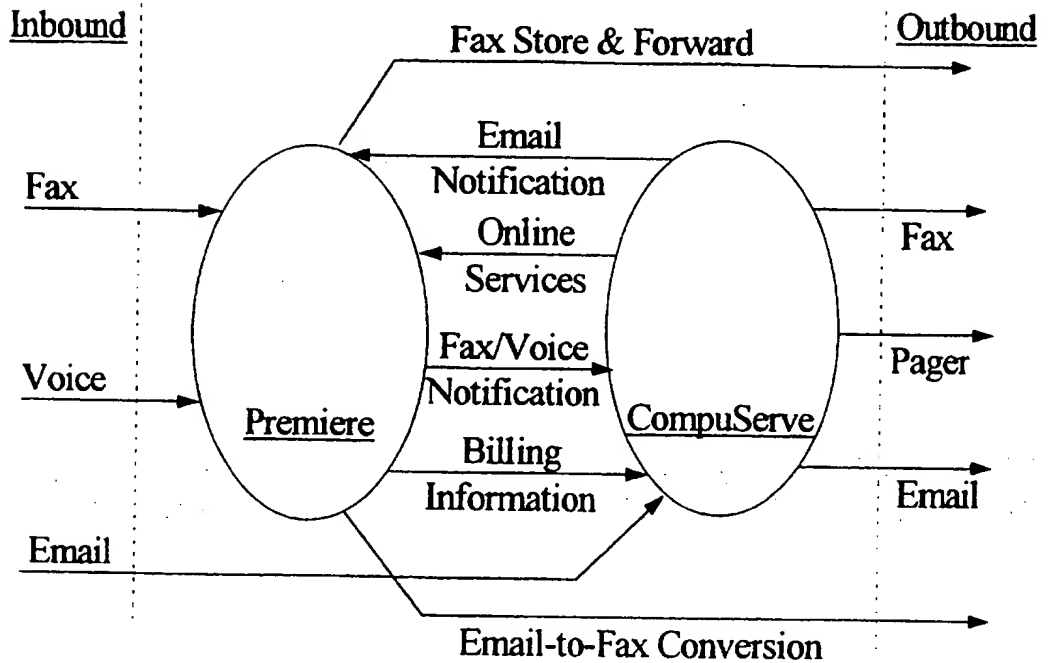 Inbound
Outbound
Fax Store & Forward
Email
Notification
Fax
Fax
Online
Services
Voice
Fax/Voice
Notification
Pager
Premiere
CompuServe
Billing
Information
Email
Email
Email-to-Fax Conversion